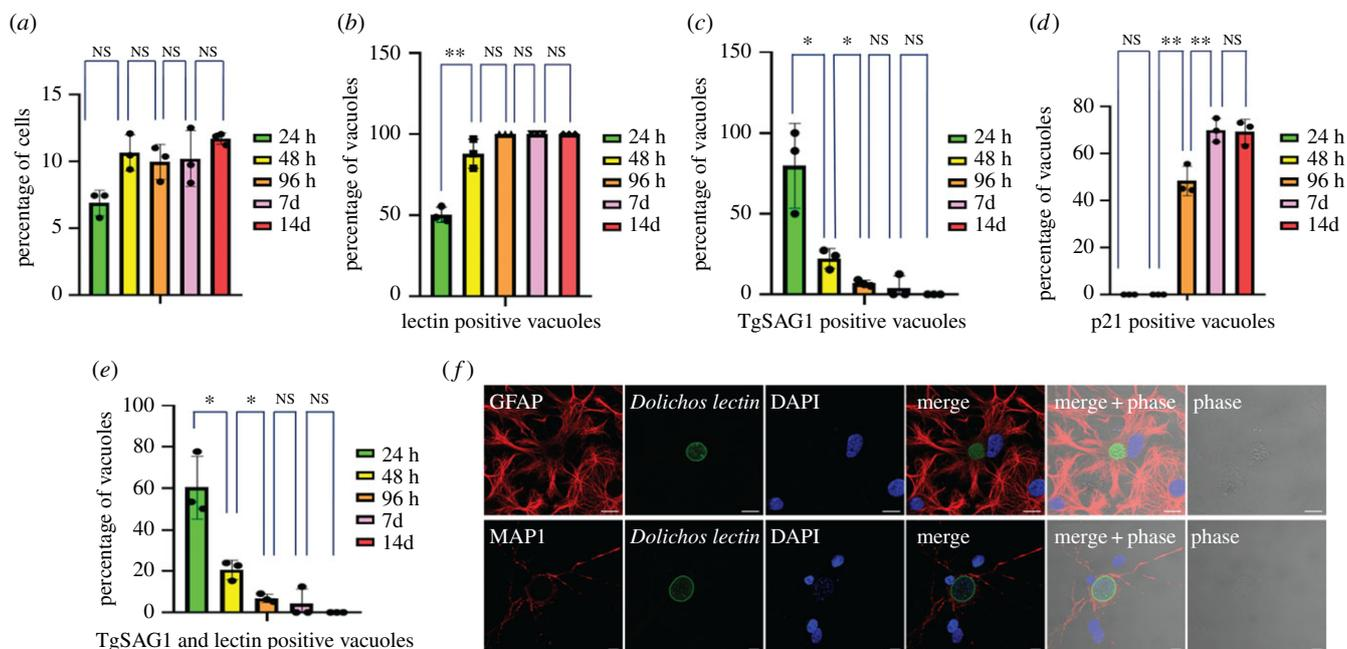 (a)
NS NS NS NS
15
10
5
0
percentage of cells
24 h
48 h
96 h
7d
14d
(b)
** NS NS NS
150
100
50
0
percentage of vacuoles
lectin positive vacuoles
24 h
48 h
96 h
7d
14d
(c)
* * NS NS
150
100
50
0
percentage of vacuoles
TgSAG1 positive vacuoles
24 h
48 h
96 h
7d
14d
(d)
NS ** ** NS
80
60
40
20
0
percentage of vacuoles
p21 positive vacuoles
24 h
48 h
96 h
7d
14d
(e)
* * NS NS
100
80
60
40
20
0
percentage of vacuoles
TgSAG1 and lectin positive vacuoles
24 h
48 h
96 h
7d
14d
(f)
GFAP Dolichos lectin DAPI merge merge + phase phase
MAP1 Dolichos lectin DAPI merge merge + phase phase